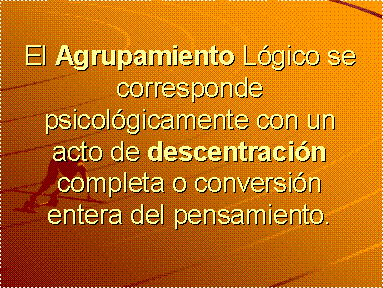 El Agrupamiento Lógico se
corresponde
psicológicamente con un
acto de descentración
completa o conversión
entera del pensamiento.